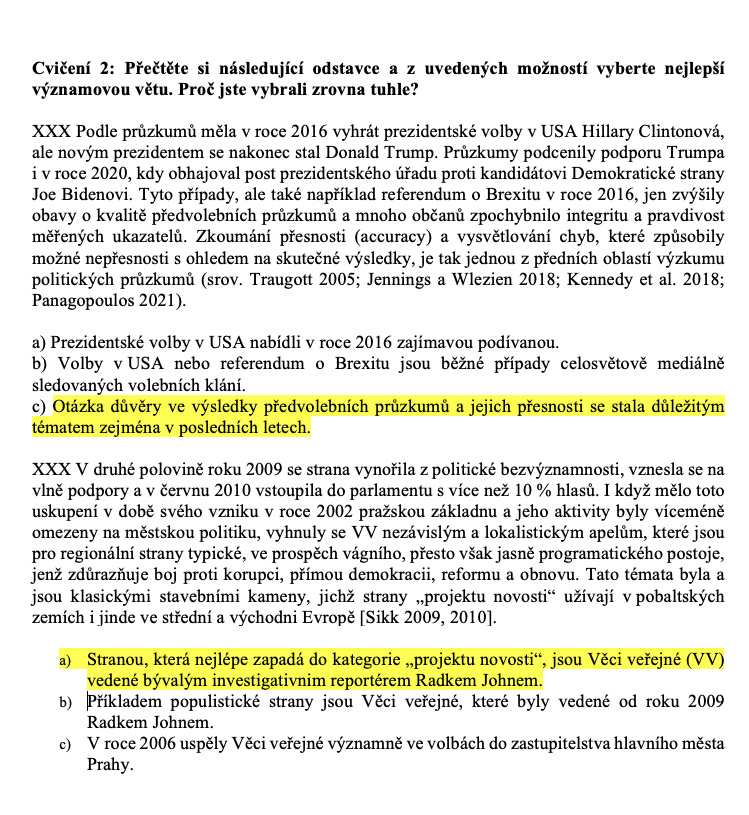 Cvičení 2: Přečtěte si následující odstavce a z uvedených možností vyberte nejlepší
významovou větu. Proč jste vybrali zrovna tuhle?
XXX Podle průzkumů měla v roce 2016 vyhrát prezidentské volby v USA Hillary Clintonová,
ale novým prezidentem se nakonec stal Donald Trump. Průzkumy podcenily podporu Trumpa
i v roce 2020, kdy obhajoval post prezidentského úřadu proti kandidátovi Demokratické strany
Joe Bidenovi. Tyto případy, ale také například referendum o Brexitu v roce 2016, jen zvýšily
obavy o kvalitě předvolebních průzkumů a mnoho občanů zpochybnilo integritu a pravdivost
měřených ukazatelů. Zkoumání přesnosti (accuracy) a vysvětlování chyb, které způsobily
možné nepřesnosti s ohledem na skutečné výsledky, je tak jednou z předních oblastí výzkumu
politických průzkumů (srov. Traugott 2005; Jennings a Wlezien 2018; Kennedy et al. 2018;
Panagopoulos 2021).
a) Prezidentské volby v USA nabídli v roce 2016 zajímavou podívanou.
b) Volby v USA nebo referendum o Brexitu jsou běžné případy celosvětově mediálně
sledovaných volebních klání.
c) Otázka důvěry ve výsledky předvolebních průzkumů a jejich přesnosti se stala důležitým
tématem zejména v posledních letech.
XXX V druhé polovině roku 2009 se strana vynořila z politické bezvýznamnosti, vznesla se na
vlně podpory a v červnu 2010 vstoupila do parlamentu s více než 10 % hlasů. I když mělo toto
uskupení v době svého vzniku v roce 2002 pražskou základnu a jeho aktivity byly víceméně
omezeny na městskou politiku, vyhnuly se VV nezávislým a lokalistickým apelům, které jsou
pro regionální strany typické, ve prospěch vágního, přesto však jasně programatického postoje,
jenž zdůrazňuje boj proti korupci, přímou demokracii, reformu a obnovu. Tato témata byla a
jsou klasickými stavebními kameny, jichž strany „projektu novosti“ užívají v pobaltských
zemích i jinde ve střední a východni Evropě [Sikk 2009, 2010].
a) Stranou, která nejlépe zapadá do kategorie „projektu novosti“, jsou Věci veřejné (VV)
vedené bývalým investigativnim reportérem Radkem Johnem.
b) Příkladem populistické strany jsou Věci veřejné, které byly vedené od roku 2009
Radkem Johnem.
c) V roce 2006 uspěly Věci veřejné významně ve volbách do zastupitelstva hlavního města
Prahy.